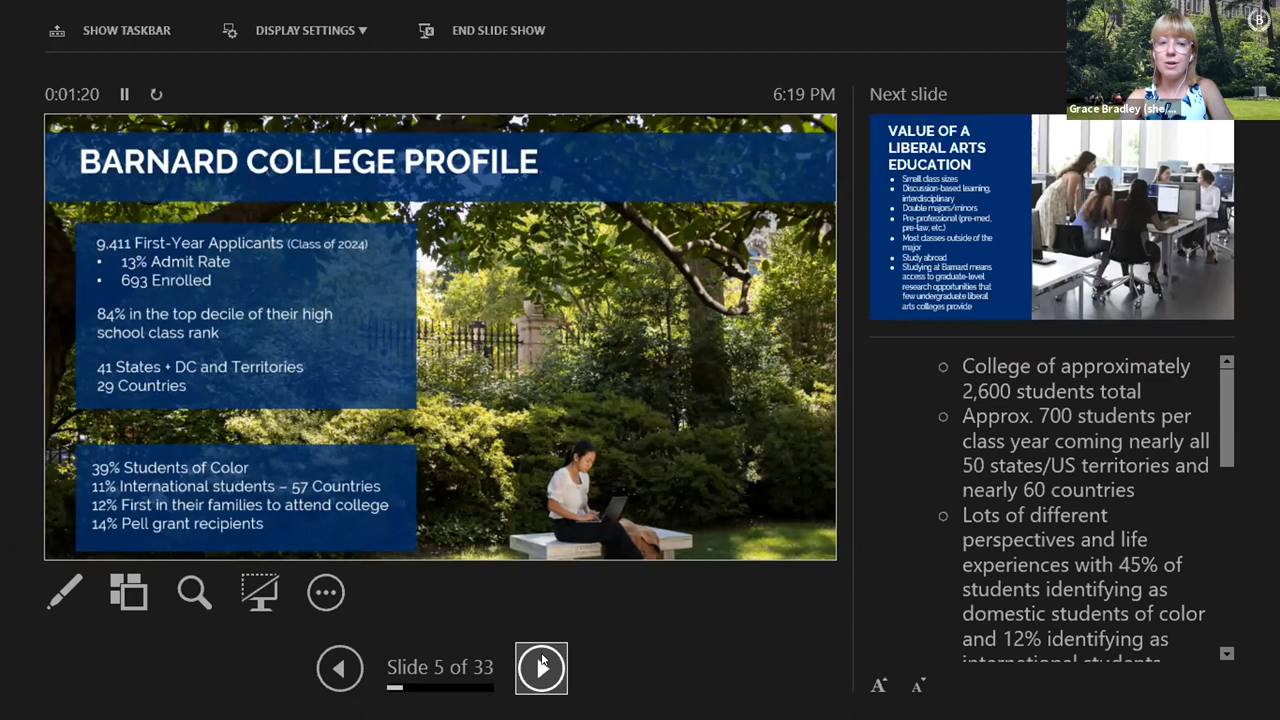 SHOW TASKBAR
DISPLAY SETTINGS ▼
END SLIDE SHOW
B
Grace Bradley (she/...
0:01:20
6:19 PM
BARNARD COLLEGE PROFILE
9,411 First-Year Applicants (Class of 2024)
• 13% Admit Rate
• 693 Enrolled
84% in the top decile of their high
school class rank
41 States + DC and Territories
29 Countries
39% Students of Color
11% International students – 57 Countries
12% First in their families to attend college
14% Pell grant recipients
Slide 5 of 33
Next slide
VALUE OF A
LIBERAL ARTS
EDUCATION
• Small class sizes
• Discussion-based learning,
interdisciplinary
• Double majors/minors
• Pre-professional (pre-med,
pre-law, etc.)
• Most classes outside of the
major
• Study abroad
• Studying at Barnard means
access to graduate-level
research opportunities that
few undergraduate liberal
arts colleges provide
○ College of approximately
2,600 students total
○ Approx. 700 students per
class year coming nearly all
50 states/US territories and
nearly 60 countries
○ Lots of different
perspectives and life
experiences with 45% of
students identifying as
domestic students of color
and 12% identifying as
international students
A A